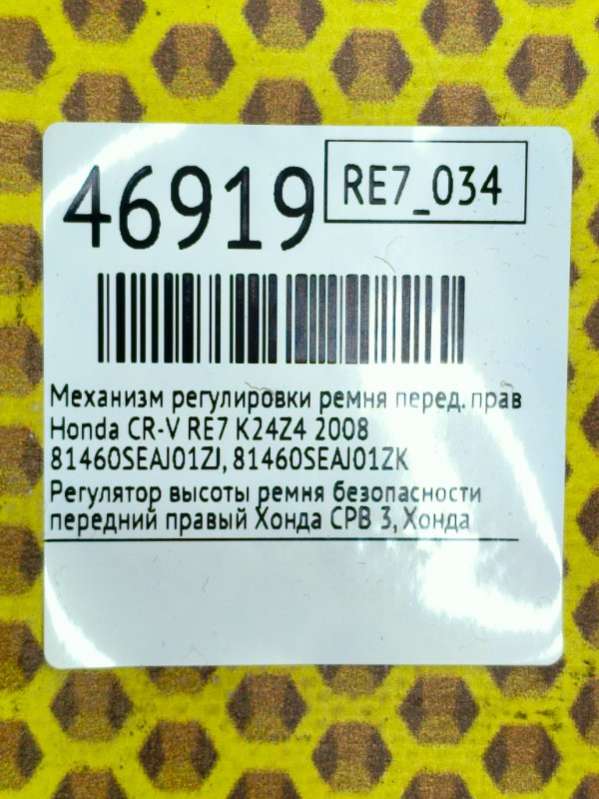 46919
RE7_034
Механизм регулировки ремня перед. прав
Honda CR-V RE7 K24Z4 2008
81460SEAJ01ZJ, 81460SEAJ01ZK
Регулятор высоты ремня безопасности
передний правый Хонда СРВ 3, Хонда